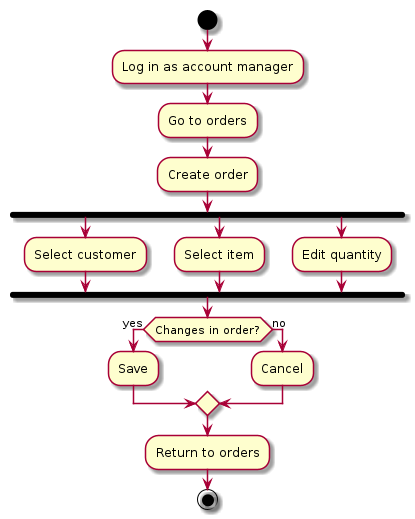 Log in as account manager
Go to orders
Create order
Select customer
Select item
Edit quantity
yes
Changes in order?
no
Save
Cancel
Return to orders